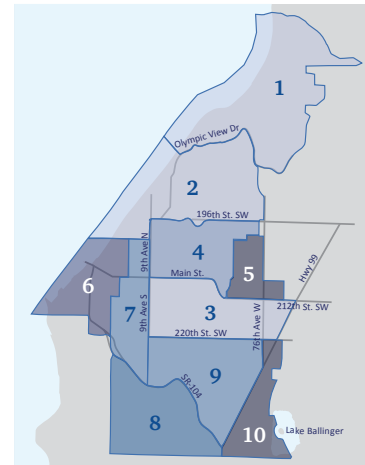 1
Olympic View Dr
2
196th St. SW
9th Ave N
4
Main St.
5
Hwy 99
6
7
9th Ave S
3
76th Ave W
212th St. SW
220th St. SW
9
SR-104
8
10
Lake Ballinger